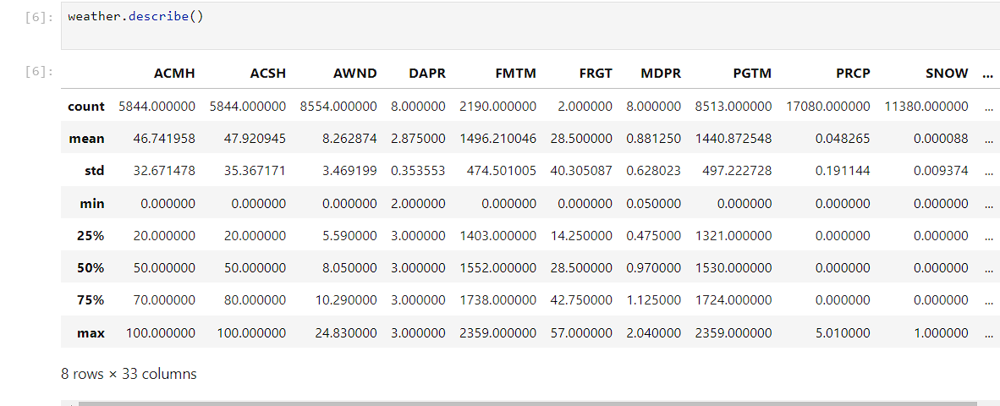 [6]: weather.describe()
[6]:
ACMH ACSH AWND DAPR FMTM FRGT MDPR PGTM PRCP SNOW ...
count 5844.000000 5844.000000 8554.000000 8.000000 2190.000000 2.000000 8.000000 8513.000000 17080.000000 11380.000000 ...
mean 46.741958 47.920945 8.262874 2.875000 1496.210046 28.500000 0.881250 1440.872548 0.048265 0.000088 ...
std 32.671478 35.367171 3.469199 0.353553 474.501005 40.305087 0.628023 497.222728 0.191144 0.009374 ...
min 0.000000 0.000000 0.000000 2.000000 0.000000 0.000000 0.050000 0.000000 0.000000 0.000000 ...
25% 20.000000 20.000000 5.590000 3.000000 1403.000000 14.250000 0.475000 1321.000000 0.000000 0.000000 ...
50% 50.000000 50.000000 8.050000 3.000000 1552.000000 28.500000 0.970000 1530.000000 0.000000 0.000000 ...
75% 70.000000 80.000000 10.290000 3.000000 1738.000000 42.750000 1.125000 1724.000000 0.000000 0.000000 ...
max 100.000000 100.000000 24.830000 3.000000 2359.000000 57.000000 2.040000 2359.000000 5.010000 1.000000 ...
8 rows × 33 columns